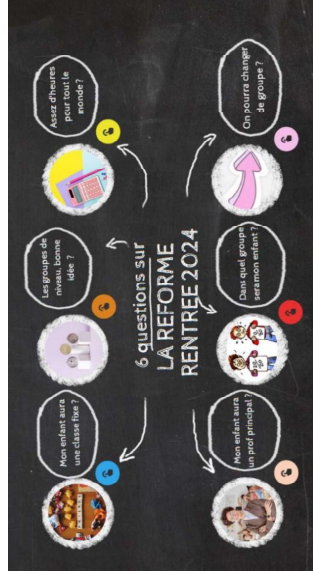 Mon enfant aura
une classe fixe ?
Les groupes de
niveau, bonne
idée ?
Assez d'heures
pour tout le
monde ?
6 questions sur
LA REFORME
RENTREE 2024
Mon enfant aura
un prof principal ?
Dans quel groupe
seramon enfant ?
On pourra changer
de groupe ?